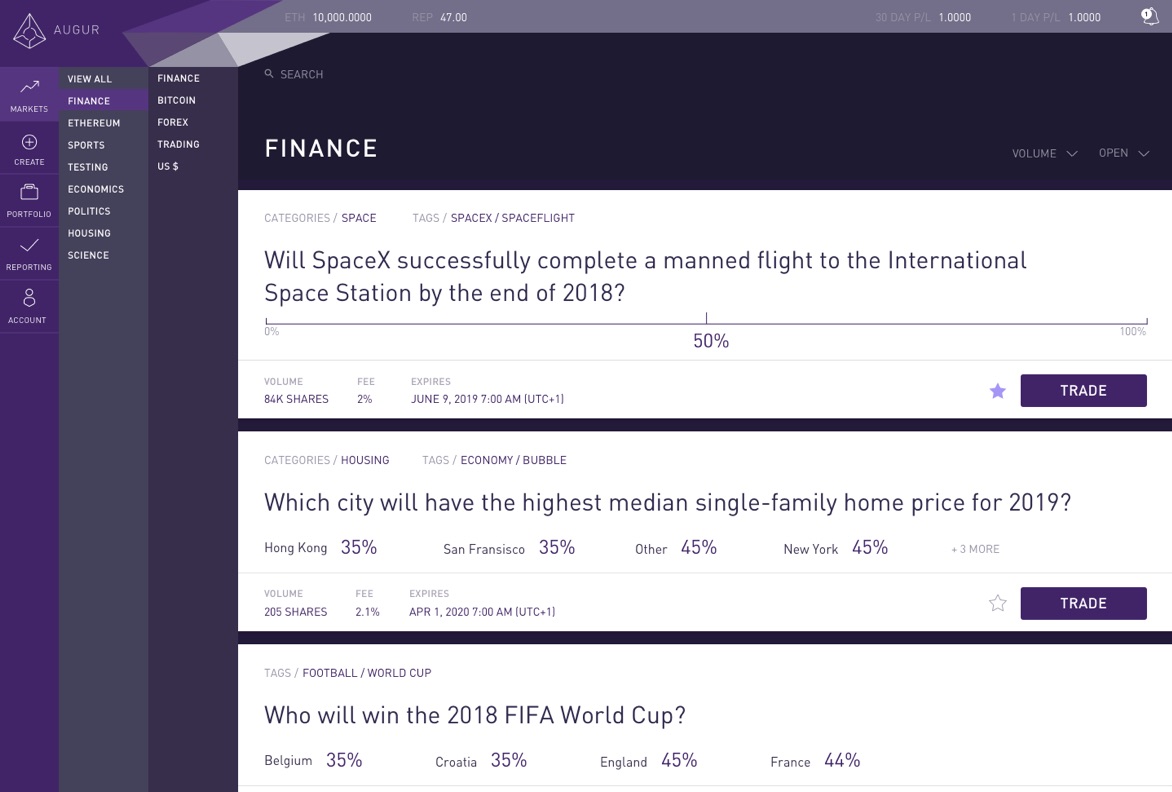 AUGUR
ETH 10,000.0000 REP 47.00 30 DAY P/L 1.0000 1 DAY P/L 1.0000 1
MARKETS
CREATE
PORTFOLIO
REPORTING
ACCOUNT
VIEW ALL
FINANCE
ETHEREUM
SPORTS
TESTING
ECONOMICS
POLITICS
HOUSING
SCIENCE
FINANCE
BITCOIN
FOREX
TRADING
US $
SEARCH
FINANCE
VOLUME OPEN
CATEGORIES / SPACE TAGS / SPACEX / SPACEFLIGHT
Will SpaceX successfully complete a manned flight to the International
Space Station by the end of 2018?
0% 100%
50%
VOLUME FEE EXPIRES
84K SHARES 2% JUNE 9, 2019 7:00 AM (UTC+1)
TRADE
CATEGORIES / HOUSING TAGS / ECONOMY / BUBBLE
Which city will have the highest median single-family home price for 2019?
Hong Kong 35% San Fransisco 35% Other 45% New York 45% + 3 MORE
VOLUME FEE EXPIRES
205 SHARES 2.1% APR 1, 2020 7:00 AM (UTC+1)
TRADE
TAGS / FOOTBALL / WORLD CUP
Who will win the 2018 FIFA World Cup?
Belgium 35% Croatia 35% England 45% France 44%